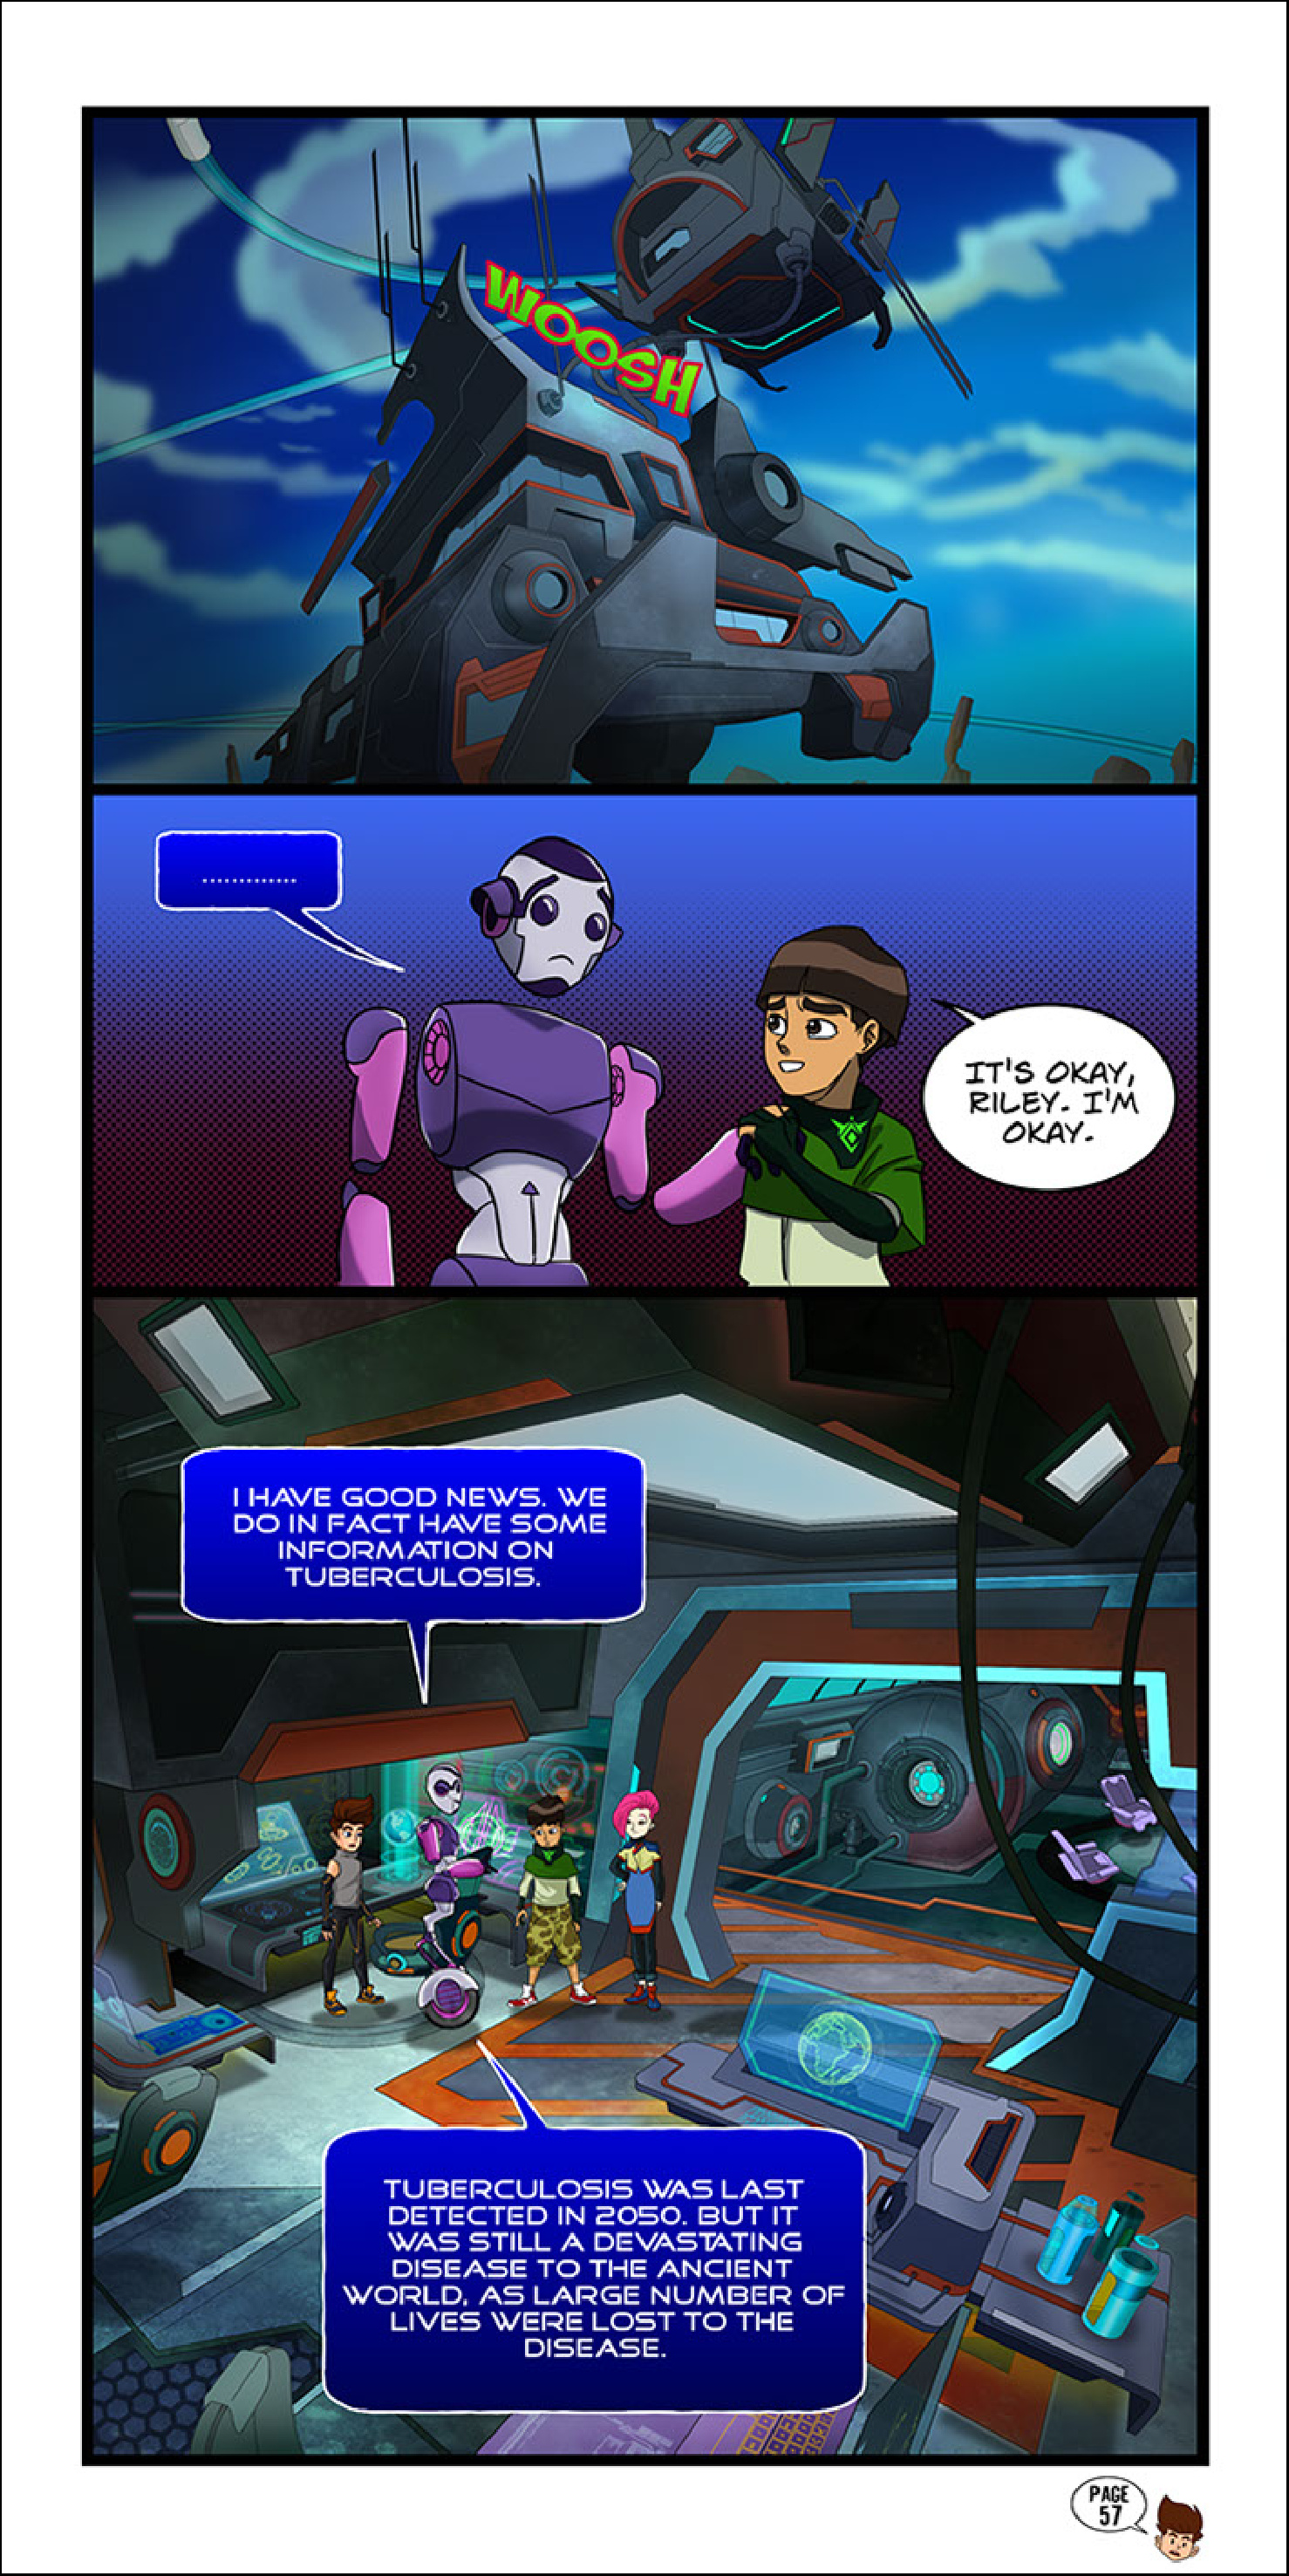 WOOSH
.............
IT'S OKAY,
RILEY. I'M
OKAY.
I HAVE GOOD NEWS. WE
DO IN FACT HAVE SOME
INFORMATION ON
TUBERCULOSIS.
TUBERCULOSIS WAS LAST
DETECTED IN 2050. BUT IT
WAS STILL A DEVASTATING
DISEASE TO THE ANCIENT
WORLD, AS LARGE NUMBER OF
LIVES WERE LOST TO THE
DISEASE.
PAGE
57